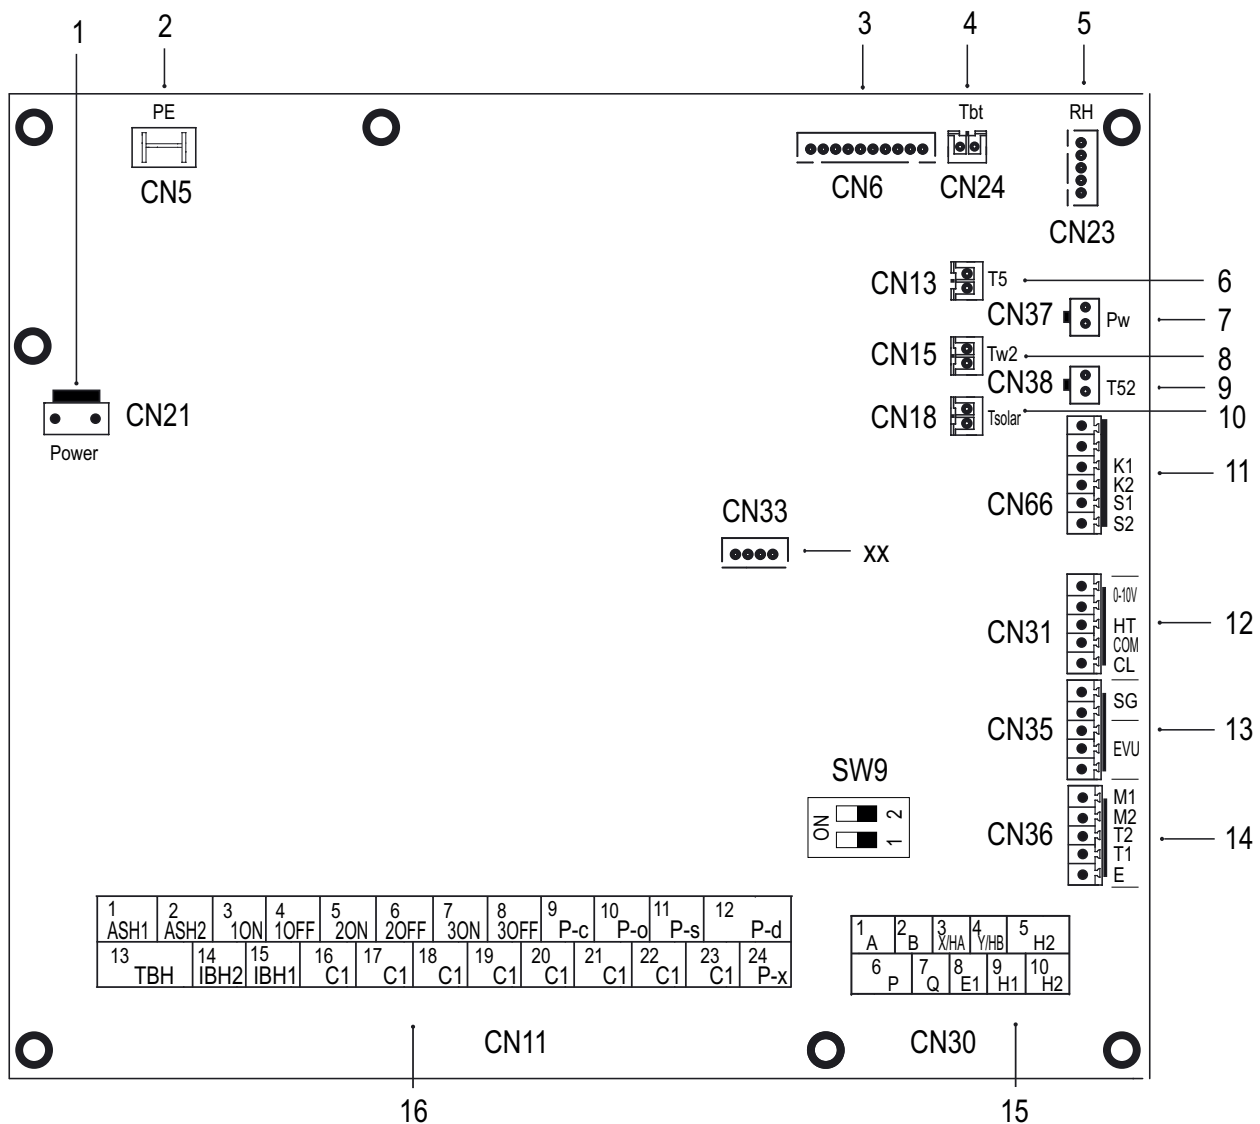 1
2
3
4
5
PE
Tbt
RH
CN5
CN6
CN24
CN23
CN13
T5
6
CN37
Pw
7
CN15
Tw2
8
CN38
T52
9
CN18
Tsolar
10
CN21
Power
K1
K2
S1
S2
11
CN66
CN33
xx
0-10V
HT
COM
CL
12
CN31
SG
EVU
13
CN35
SW9
ON
2
1
M1
M2
T2
T1
E
14
CN36
1 ASH1 2 ASH2 3 1ON 4 1OFF 5 2ON 6 2OFF 7 3ON 8 3OFF 9 P-c 10 P-o 11 P-s 12 P-d
13 TBH 14 IBH2 15 IBH1 16 C1 17 C1 18 C1 19 C1 20 C1 21 C1 22 C1 23 C1 24 P-x
1 A 2 B 3 X/HA 4 Y/HB 5 H2
6 P 7 Q 8 E1 9 H1 10 H2
CN11
CN30
16
15